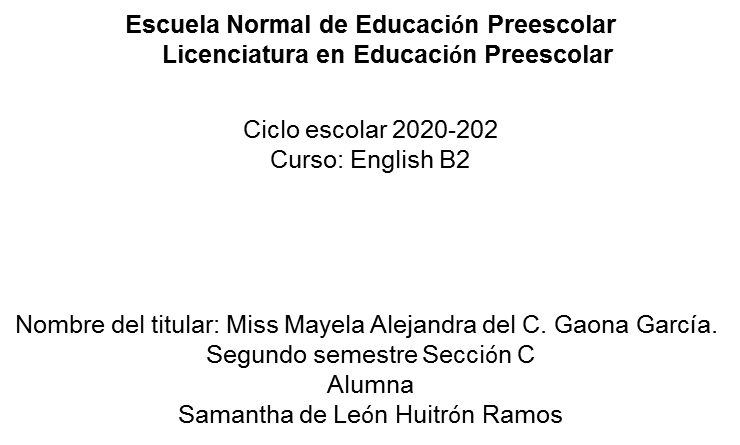 Escuela Normal de Educación Preescolar
Licenciatura en Educación Preescolar
Ciclo escolar 2020-202
Curso: English B2
Nombre del titular: Miss Mayela Alejandra del C. Gaona García.
Segundo semestre Sección C
Alumna
Samantha de León Huitrón Ramos